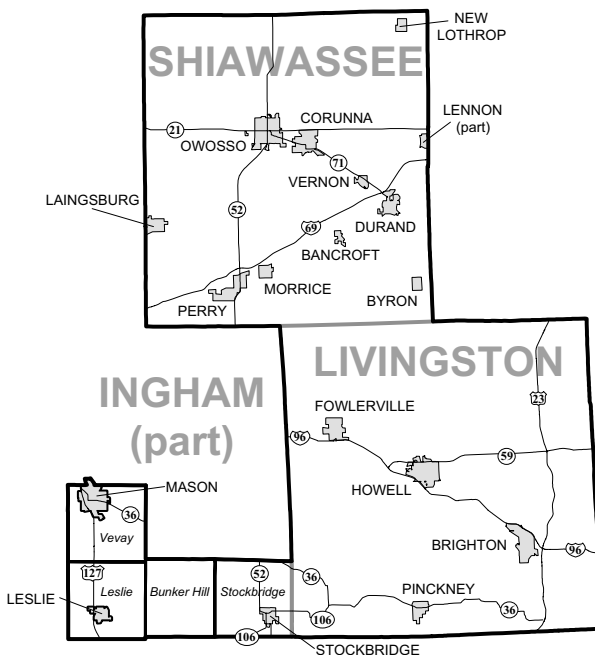 NEW
LOTHROP
SHIAWASSEE
CORUNNA
LENNON
(part)
21
OWOSSO
71
VERNON
LAINGSBURG
52
DURAND
69
BANCROFT
MORRICE
PERRY
BYRON
LIVINGSTON
INGHAM
(part)
FOWLERVILLE
23
96
59
MASON
HOWELL
36
Vevay
BRIGHTON
96
127
52
36
Leslie
Bunker Hill
Stockbridge
PINCKNEY
LESLIE
106
36
106
STOCKBRIDGE